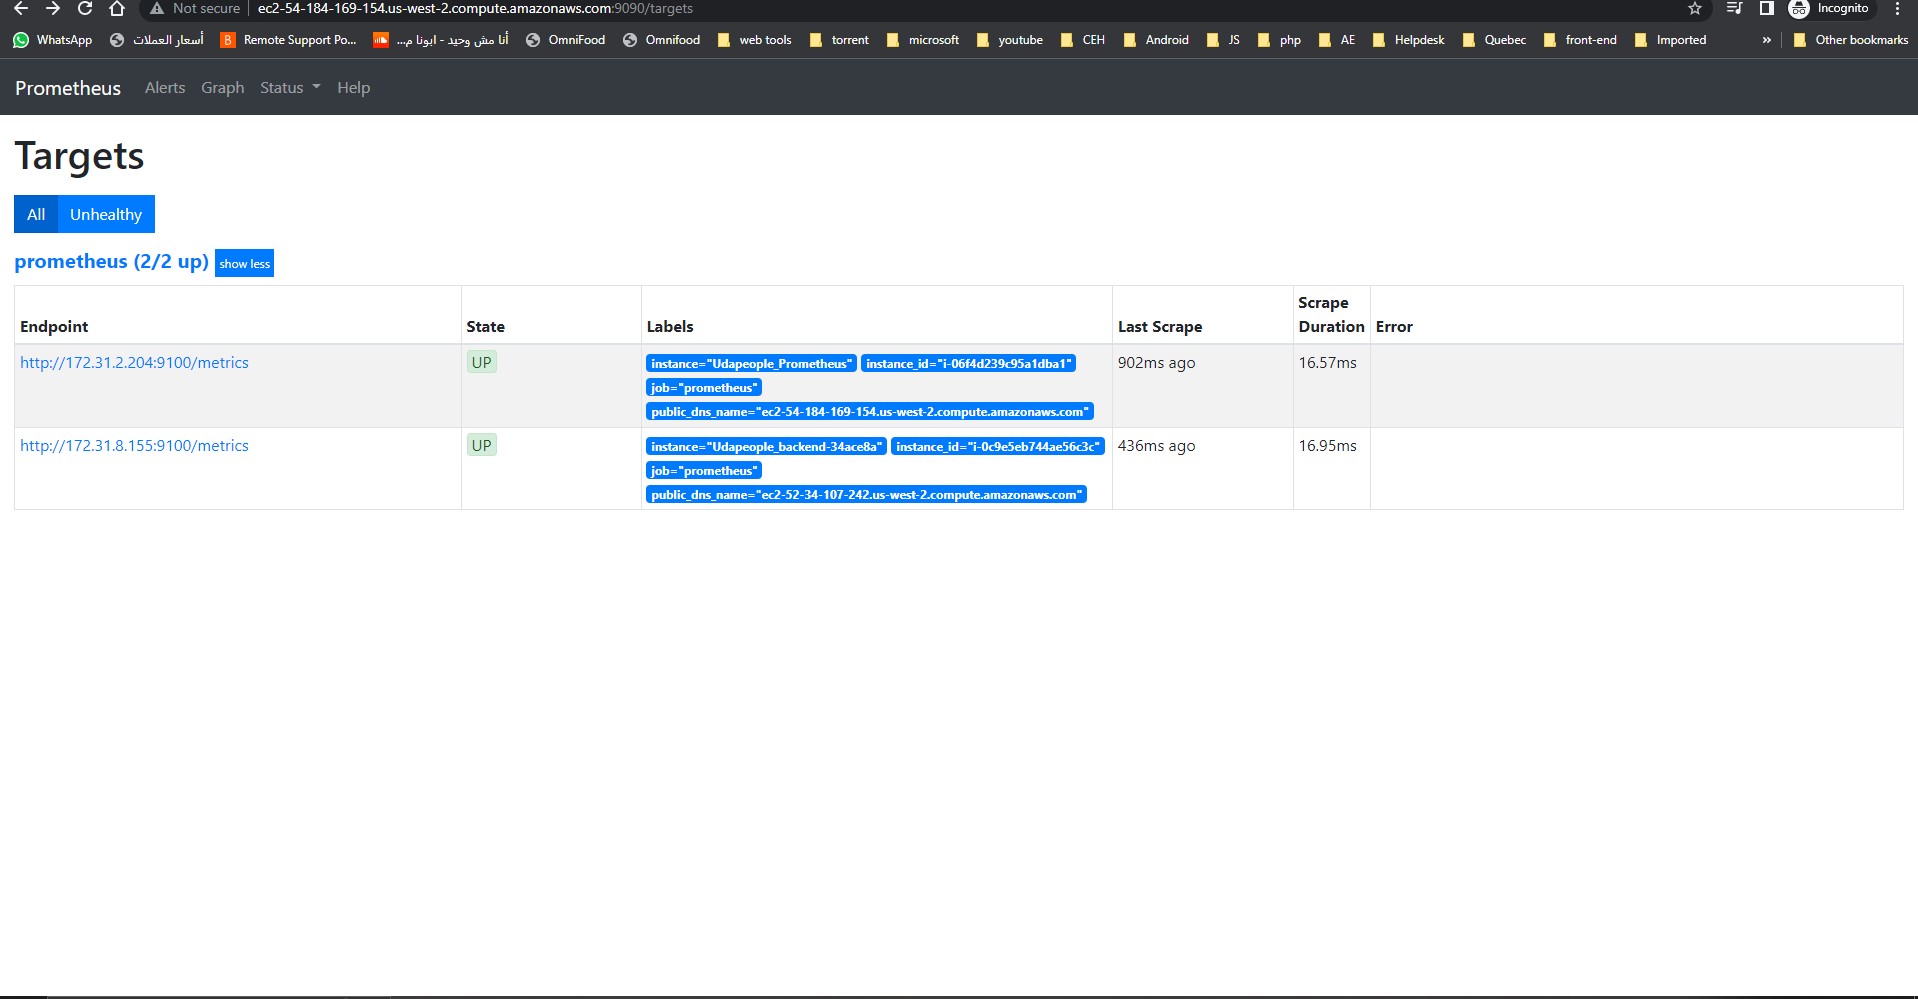 Not secure ec2-54-184-169-154.us-west-2.compute.amazonaws.com:9090/targets Incognito
WhatsApp أسعار العملات Remote Support Po... أنا مش وحيد - ابونا م... OmniFood Omnifood web tools torrent microsoft youtube CEH Android JS php AE Helpdesk Quebec front-end Imported » Other bookmarks
Prometheus Alerts Graph Status Help
Targets
All Unhealthy
prometheus (2/2 up) show less
Endpoint State Labels Last Scrape Scrape Duration Error
http://172.31.2.204:9100/metrics UP instance="Udapeople_Prometheus" instance_id="i-06f4d239c95a1dba1" 902ms ago 16.57ms
job="prometheus"
public_dns_name="ec2-54-184-169-154.us-west-2.compute.amazonaws.com"
http://172.31.8.155:9100/metrics UP instance="Udapeople_backend-34ace8a" instance_id="i-0c9e5eb744ae56c3c" 436ms ago 16.95ms
job="prometheus"
public_dns_name="ec2-52-34-107-242.us-west-2.compute.amazonaws.com"